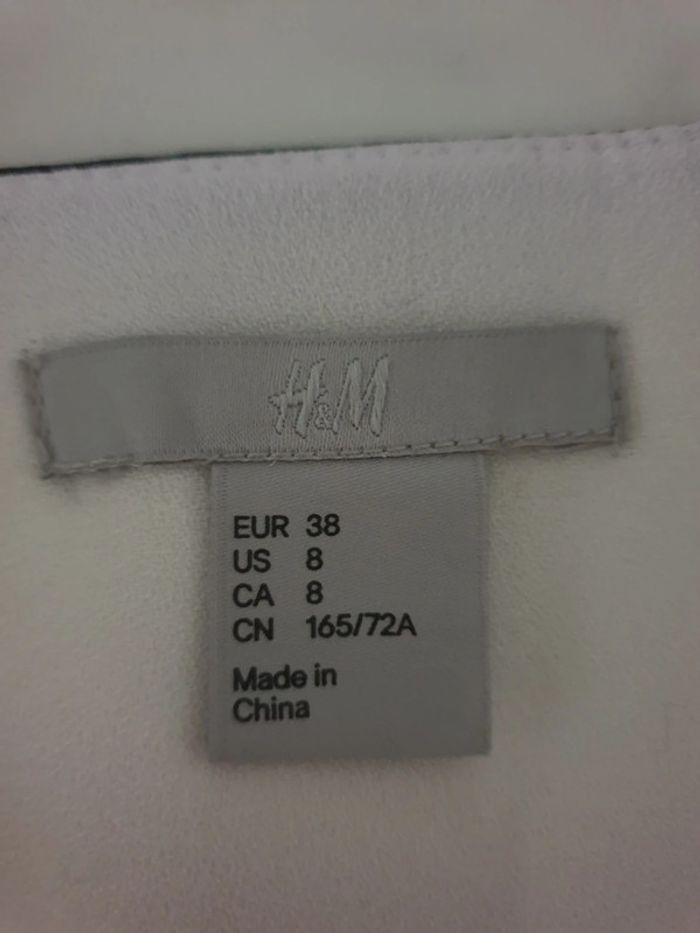 H&M
EUR 38
US 8
CA 8
CN 165/72A
Made in
China